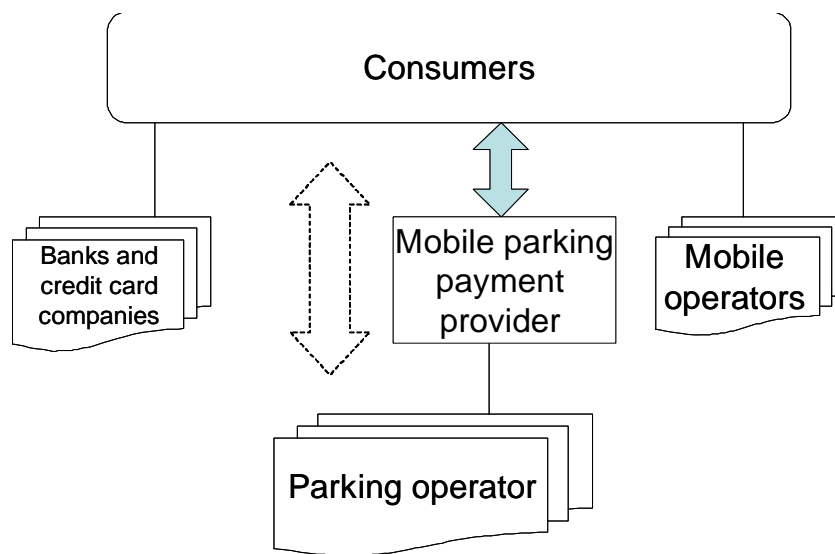 Consumers
Banks and
credit card
companies
Mobile parking
payment
provider
Mobile
operators
Parking operator